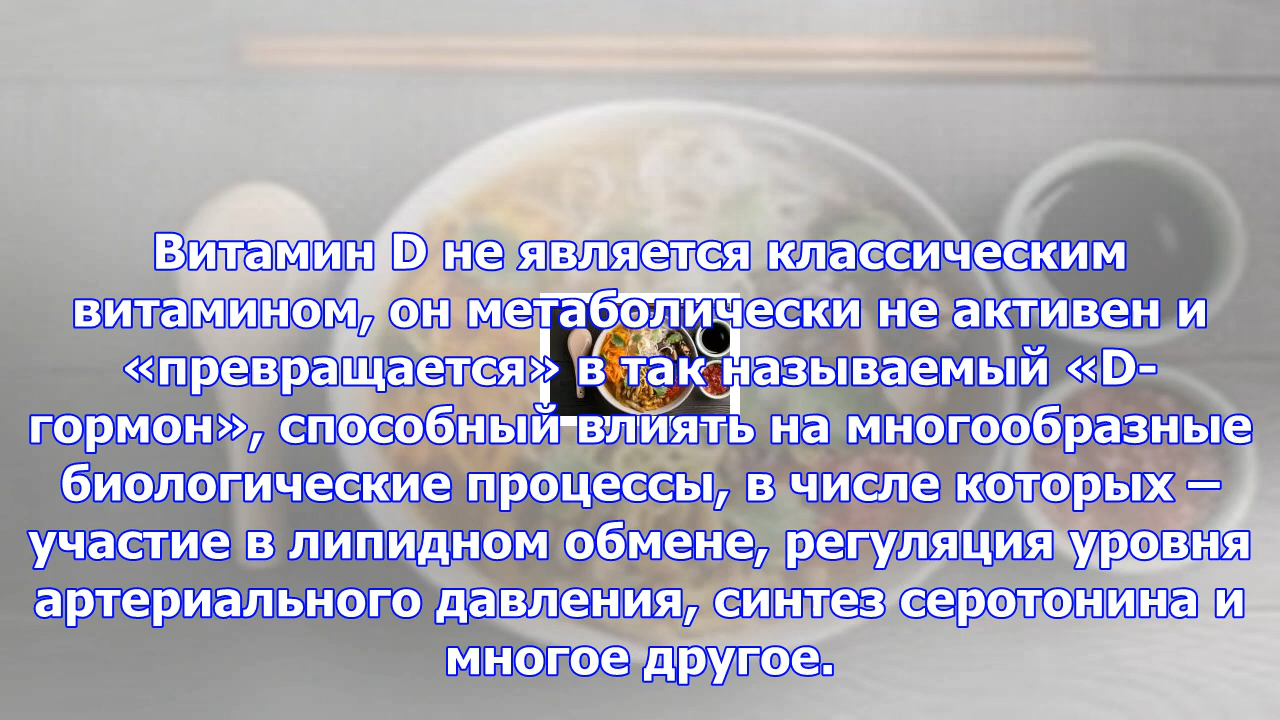 Витамин D не является классическим
витамином, он метаболически не активен и
«превращается» в так называемый «D-
гормон», способный влиять на многообразные
биологические процессы, в числе которых –
участие в липидном обмене, регуляция уровня
артериального давления, синтез серотонина и
многое другое.